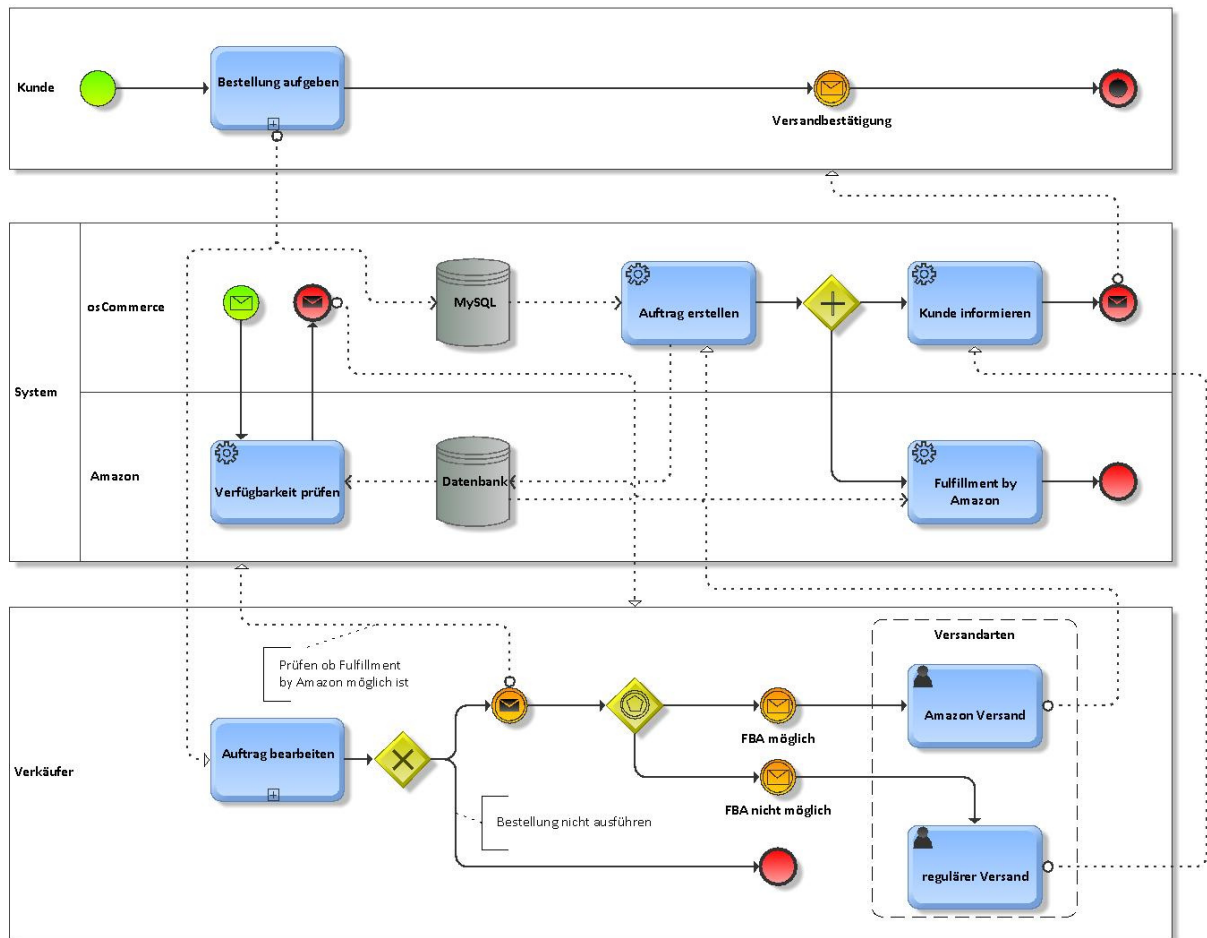 Kunde
Bestellung aufgeben
Versandbestätigung
System
osCommerce
MySQL
Auftrag erstellen
Kunde informieren
Amazon
Verfügbarkeit prüfen
Datenbank
Fulfillment by
Amazon
Verkäufer
Prüfen ob Fulfillment
by Amazon möglich ist
Auftrag bearbeiten
Bestellung nicht ausführen
FBA möglich
FBA nicht möglich
Versandarten
Amazon Versand
regulärer Versand